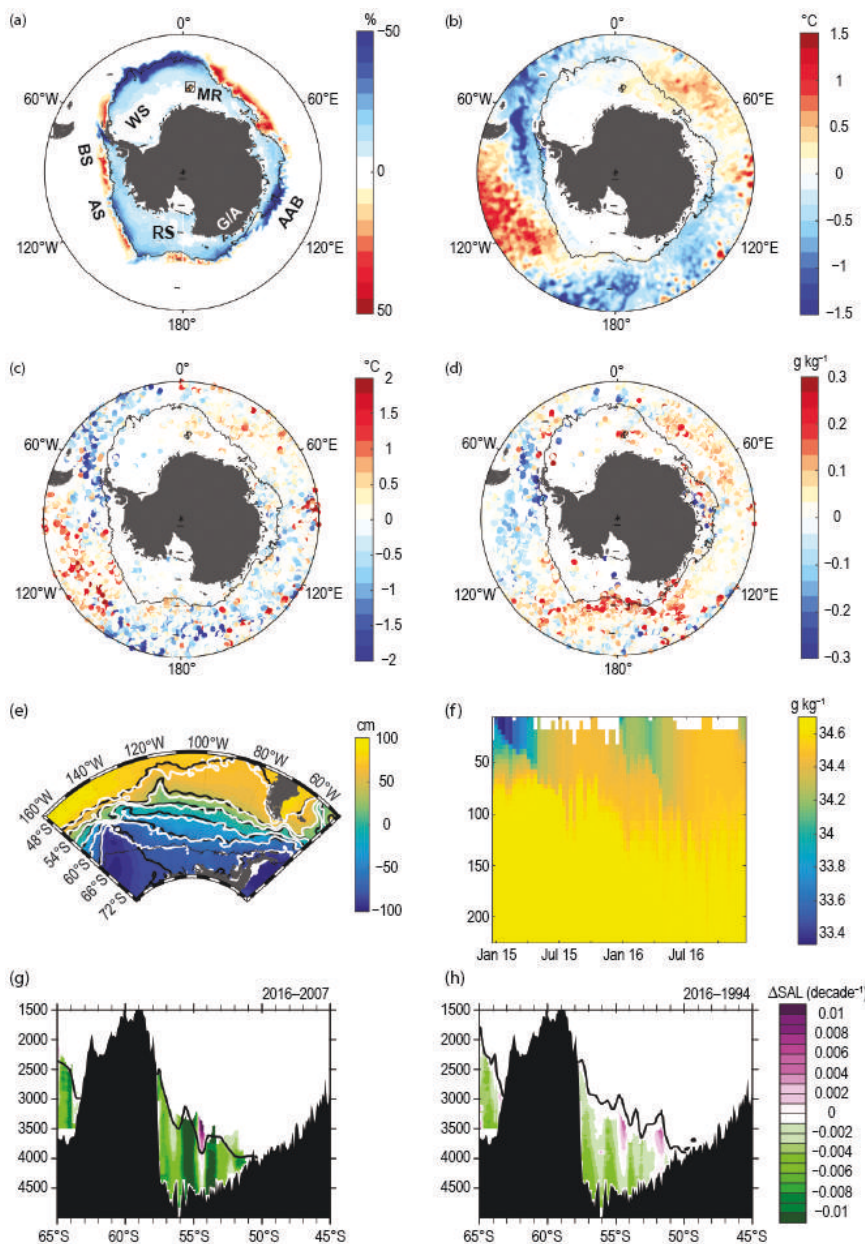 (a)
0°
%
−50
0
50
60°W
60°E
120°W
120°E
180°
WS
MR
BS
AS
RS
G/A
AAB
(b)
0°
°C
1.5
1
0.5
0
−0.5
−1
−1.5
60°W
60°E
120°W
120°E
180°
(c)
0°
°C
2
1.5
1.0
0.5
0
−0.5
−1
−1.5
−2
60°W
60°E
120°W
120°E
180°
(d)
0°
g kg⁻¹
0.3
0.2
0.1
0
−0.1
−0.2
−0.3
60°W
60°E
120°W
120°E
180°
(e)
160°W
140°W
120°W
100°W
80°W
60°W
48°S
54°S
60°S
66°S
72°S
cm
100
50
0
−50
−100
(f)
g kg⁻¹
50
100
150
200
Jan 15
Jul 15
Jan 16
Jul 16
34.6
34.4
34.2
34
33.8
33.6
33.4
(g)
2016–2007
1500
2000
2500
3000
3500
4000
4500
65°S
60°S
55°S
50°S
45°S
(h)
2016–1994
1500
2000
2500
3000
3500
4000
4500
65°S
60°S
55°S
50°S
45°S
ΔSAL (decade⁻¹)
0.01
0.008
0.006
0.004
0.002
0
−0.002
−0.004
−0.006
−0.008
−0.01